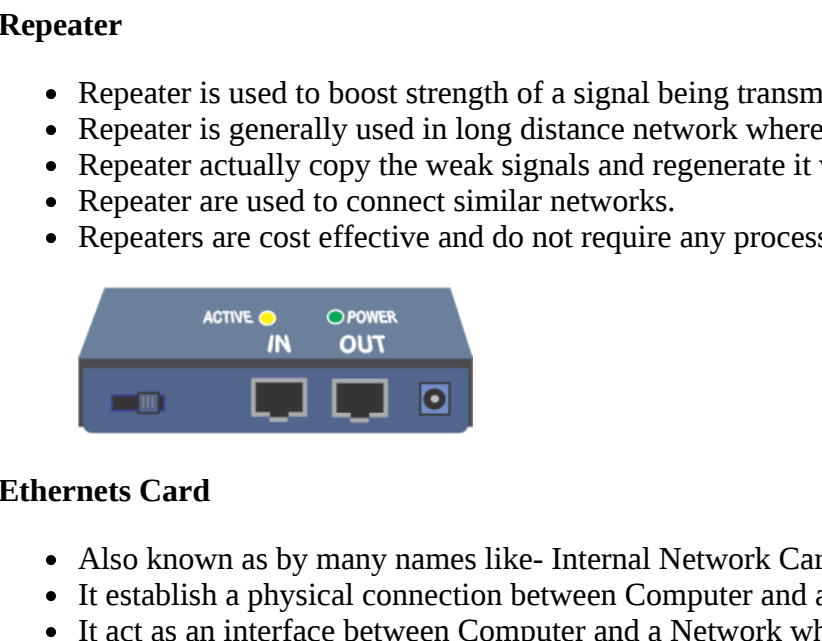 Repeater
• Repeater is used to boost strength of a signal being transm
• Repeater is generally used in long distance network where
• Repeater actually copy the weak signals and regenerate it
• Repeater are used to connect similar networks.
• Repeaters are cost effective and do not require any process
ACTIVE POWER
IN OUT
Ethernets Card
• Also known as by many names like- Internal Network Car
• It establish a physical connection between Computer and a
• It act as an interface between Computer and a Network wh